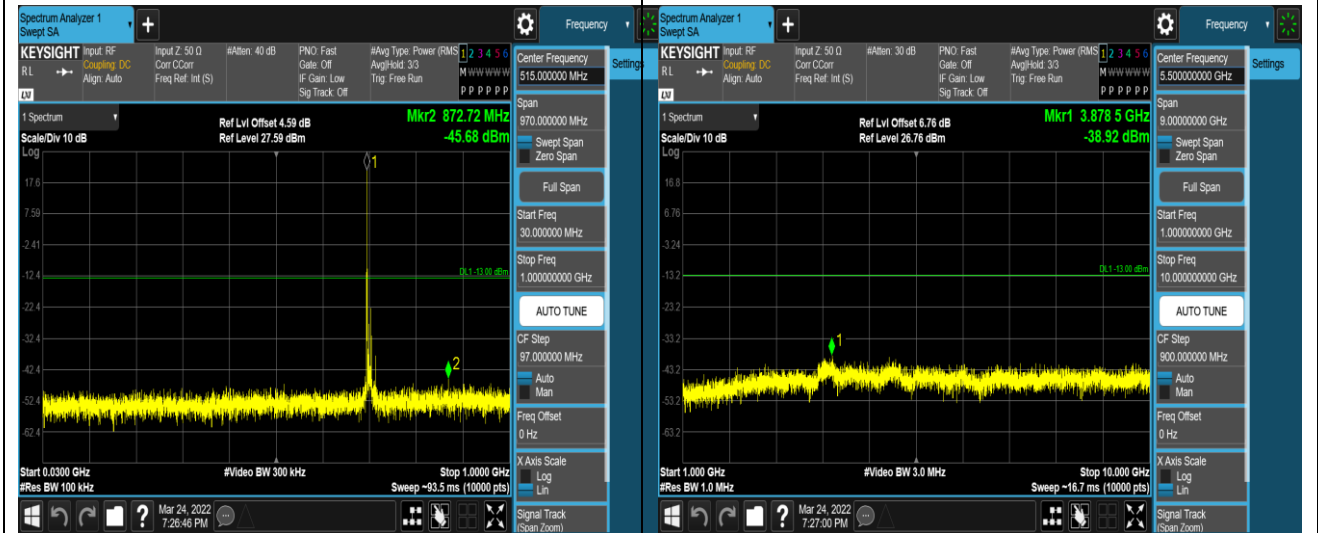 Spectrum Analyzer 1
Swept SA
+
Frequency
KEYSIGHT
RL
LXI
Input: RF
Coupling: DC
Align: Auto
Input Z: 50 Ω
Corr CCorr
Freq Ref: Int (S)
#Atten: 40 dB
PNO: Fast
Gate: Off
IF Gain: Low
Sig Track: Off
#Avg Type: Power (RMS
Avg|Hold: 3/3
Trig: Free Run
1 2 3 4 5 6
M W W W W W
P P P P P P
1 Spectrum
Scale/Div 10 dB
Log
Ref Lvl Offset 4.59 dB
Ref Level 27.59 dBm
Mkr2 872.72 MHz
-45.68 dBm
1
17.6
7.59
-2.41
-12.4
DL1 -13.00 dBm
-22.4
-32.4
-42.4
2
-52.4
-62.4
Start 0.0300 GHz
#Res BW 100 kHz
#Video BW 300 kHz
Stop 1.0000 GHz
Sweep ~93.5 ms (10000 pts)
Center Frequency
515.000000 MHz
Settings
Span
970.000000 MHz
Swept Span
Zero Span
Full Span
Start Freq
30.000000 MHz
Stop Freq
1.000000000 GHz
AUTO TUNE
CF Step
97.000000 MHz
Auto
Man
Freq Offset
0 Hz
X Axis Scale
Log
Lin
Signal Track
(Span Zoom)
?
Mar 24, 2022
7:26:46 PM
Spectrum Analyzer 1
Swept SA
+
Frequency
KEYSIGHT
RL
LXI
Input: RF
Coupling: DC
Align: Auto
Input Z: 50 Ω
Corr CCorr
Freq Ref: Int (S)
#Atten: 30 dB
PNO: Fast
Gate: Off
IF Gain: Low
Sig Track: Off
#Avg Type: Power (RMS
Avg|Hold: 3/3
Trig: Free Run
1 2 3 4 5 6
M W W W W W
P P P P P P
1 Spectrum
Scale/Div 10 dB
Log
Ref Lvl Offset 6.76 dB
Ref Level 26.76 dBm
Mkr1 3.878 5 GHz
-38.92 dBm
16.8
6.76
-3.24
-13.2
DL1 -13.00 dBm
-23.2
-33.2
1
-43.2
-53.2
-63.2
Start 1.000 GHz
#Res BW 1.0 MHz
#Video BW 3.0 MHz
Stop 10.000 GHz
Sweep ~16.7 ms (10000 pts)
Center Frequency
5.500000000 GHz
Settings
Span
9.00000000 GHz
Swept Span
Zero Span
Full Span
Start Freq
1.000000000 GHz
Stop Freq
10.000000000 GHz
AUTO TUNE
CF Step
900.000000 MHz
Auto
Man
Freq Offset
0 Hz
X Axis Scale
Log
Lin
Signal Track
(Span Zoom)
?
Mar 24, 2022
7:27:00 PM